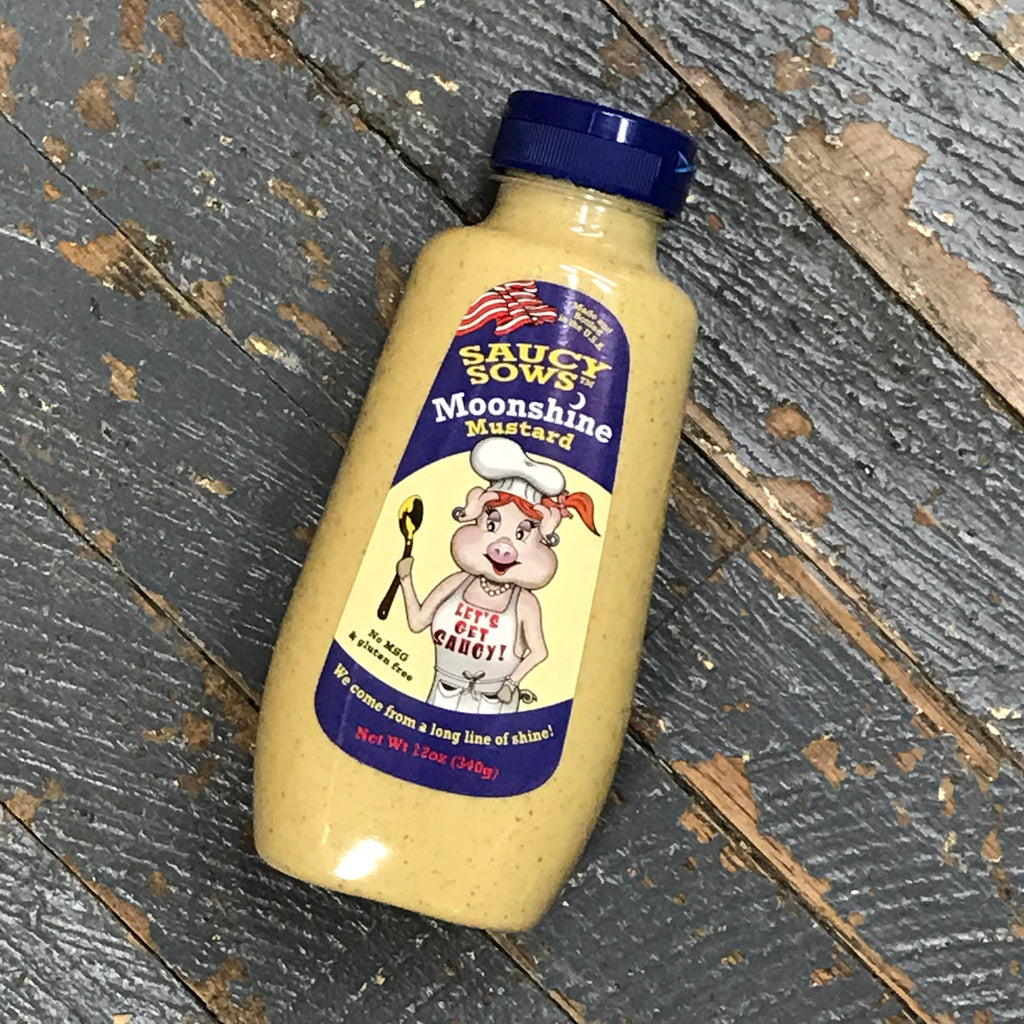 Made and
Bottled
in the U.S.A.
SAUCY
SOWS™
Moonshine
Mustard
LET'S
GET
SAUCY!
No MSG
& gluten free
We come from a long line of shine!
Net Wt 12oz (340g)